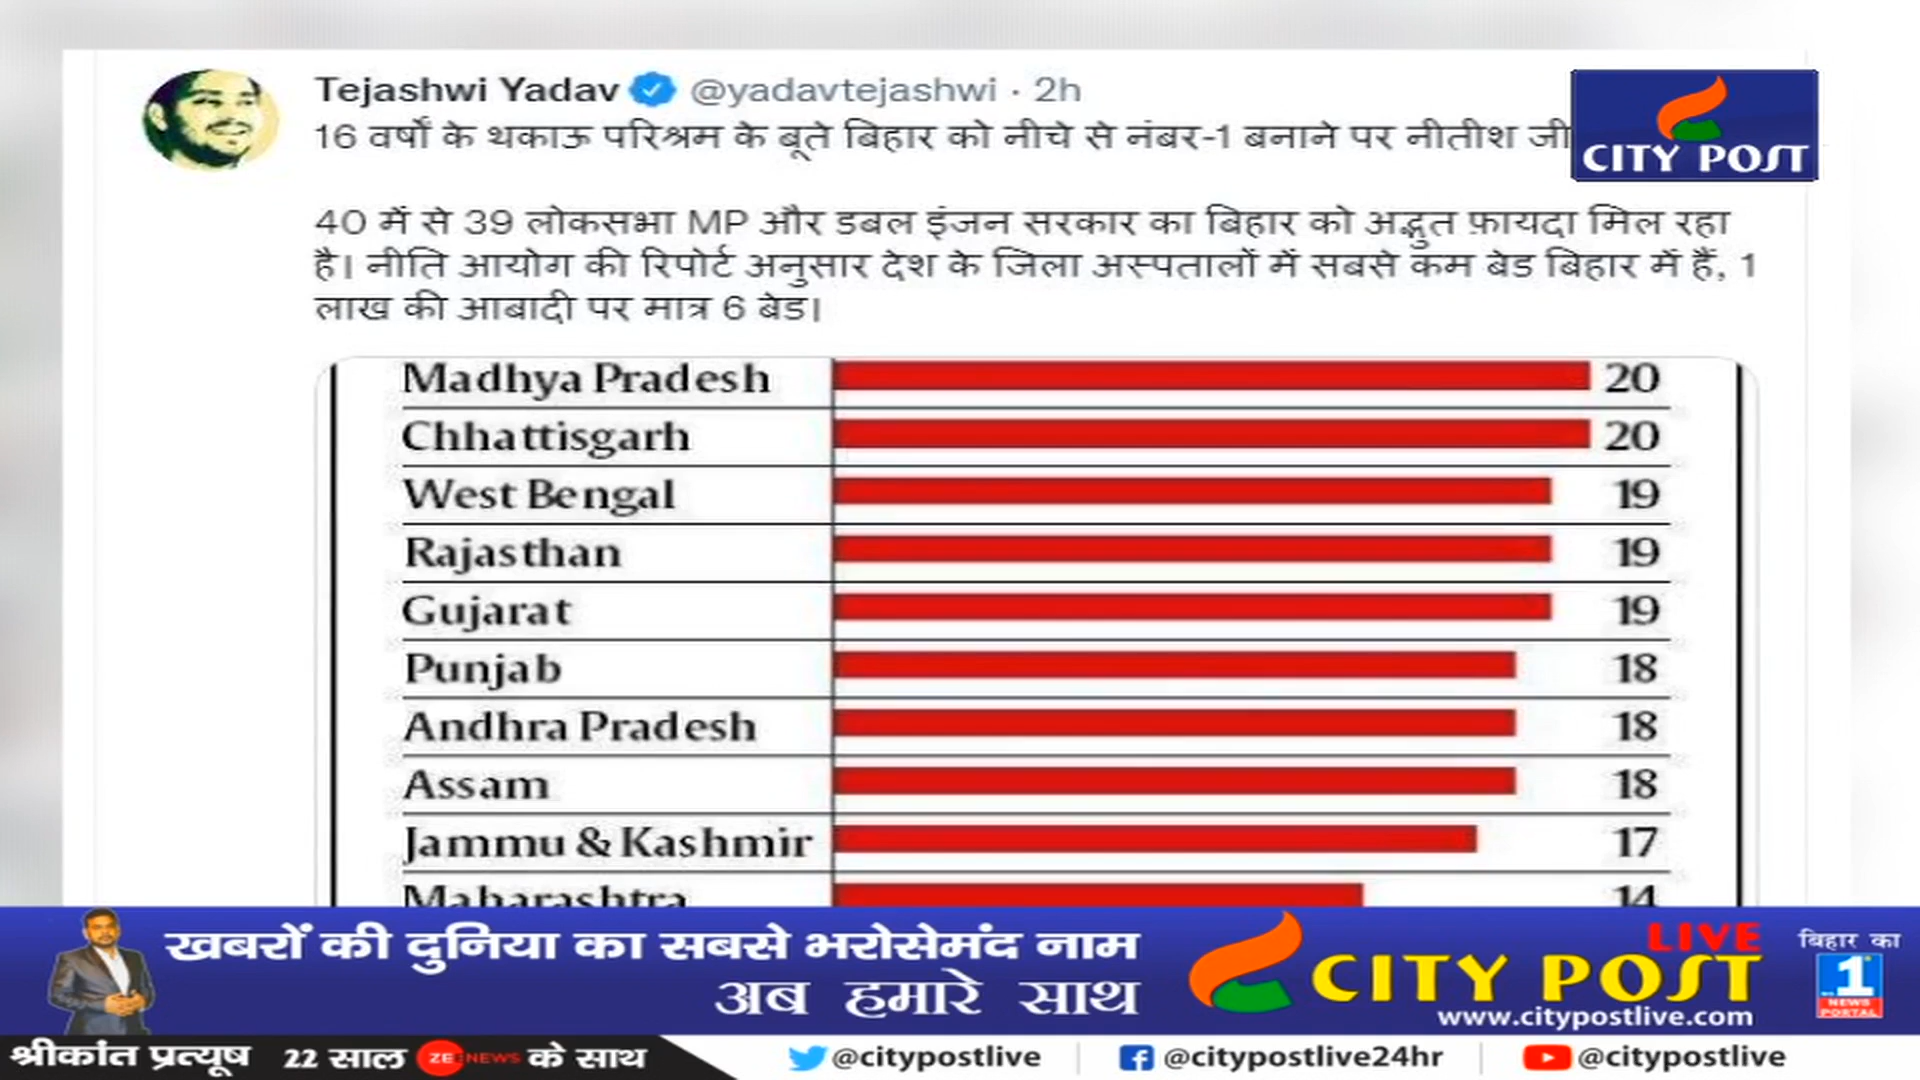 Tejashwi Yadav @yadavtejashwi · 2h
16 वर्षों के थकाऊ परिश्रम के बूते बिहार को नीचे से नंबर-1 बनाने पर नीतीश जी
CITY POST
40 में से 39 लोकसभा MP और डबल इंजन सरकार का बिहार को अद्भुत फ़ायदा मिल रहा
है। नीति आयोग की रिपोर्ट अनुसार देश के जिला अस्पतालों में सबसे कम बेड बिहार में हैं, 1
लाख की आबादी पर मात्र 6 बेड।
Madhya Pradesh 20
Chhattisgarh 20
West Bengal 19
Rajasthan 19
Gujarat 19
Punjab 18
Andhra Pradesh 18
Assam 18
Jammu & Kashmir 17
Maharashtra 14
खबरों की दुनिया का सबसे भरोसेमंद नाम
अब हमारे साथ
LIVE
CITY POST
www.citypostlive.com
बिहार का
No. 1
NEWS
PORTAL
श्रीकांत प्रत्यूष 22 साल ZEE NEWS के साथ
@citypostlive @citypostlive24hr @citypostlive